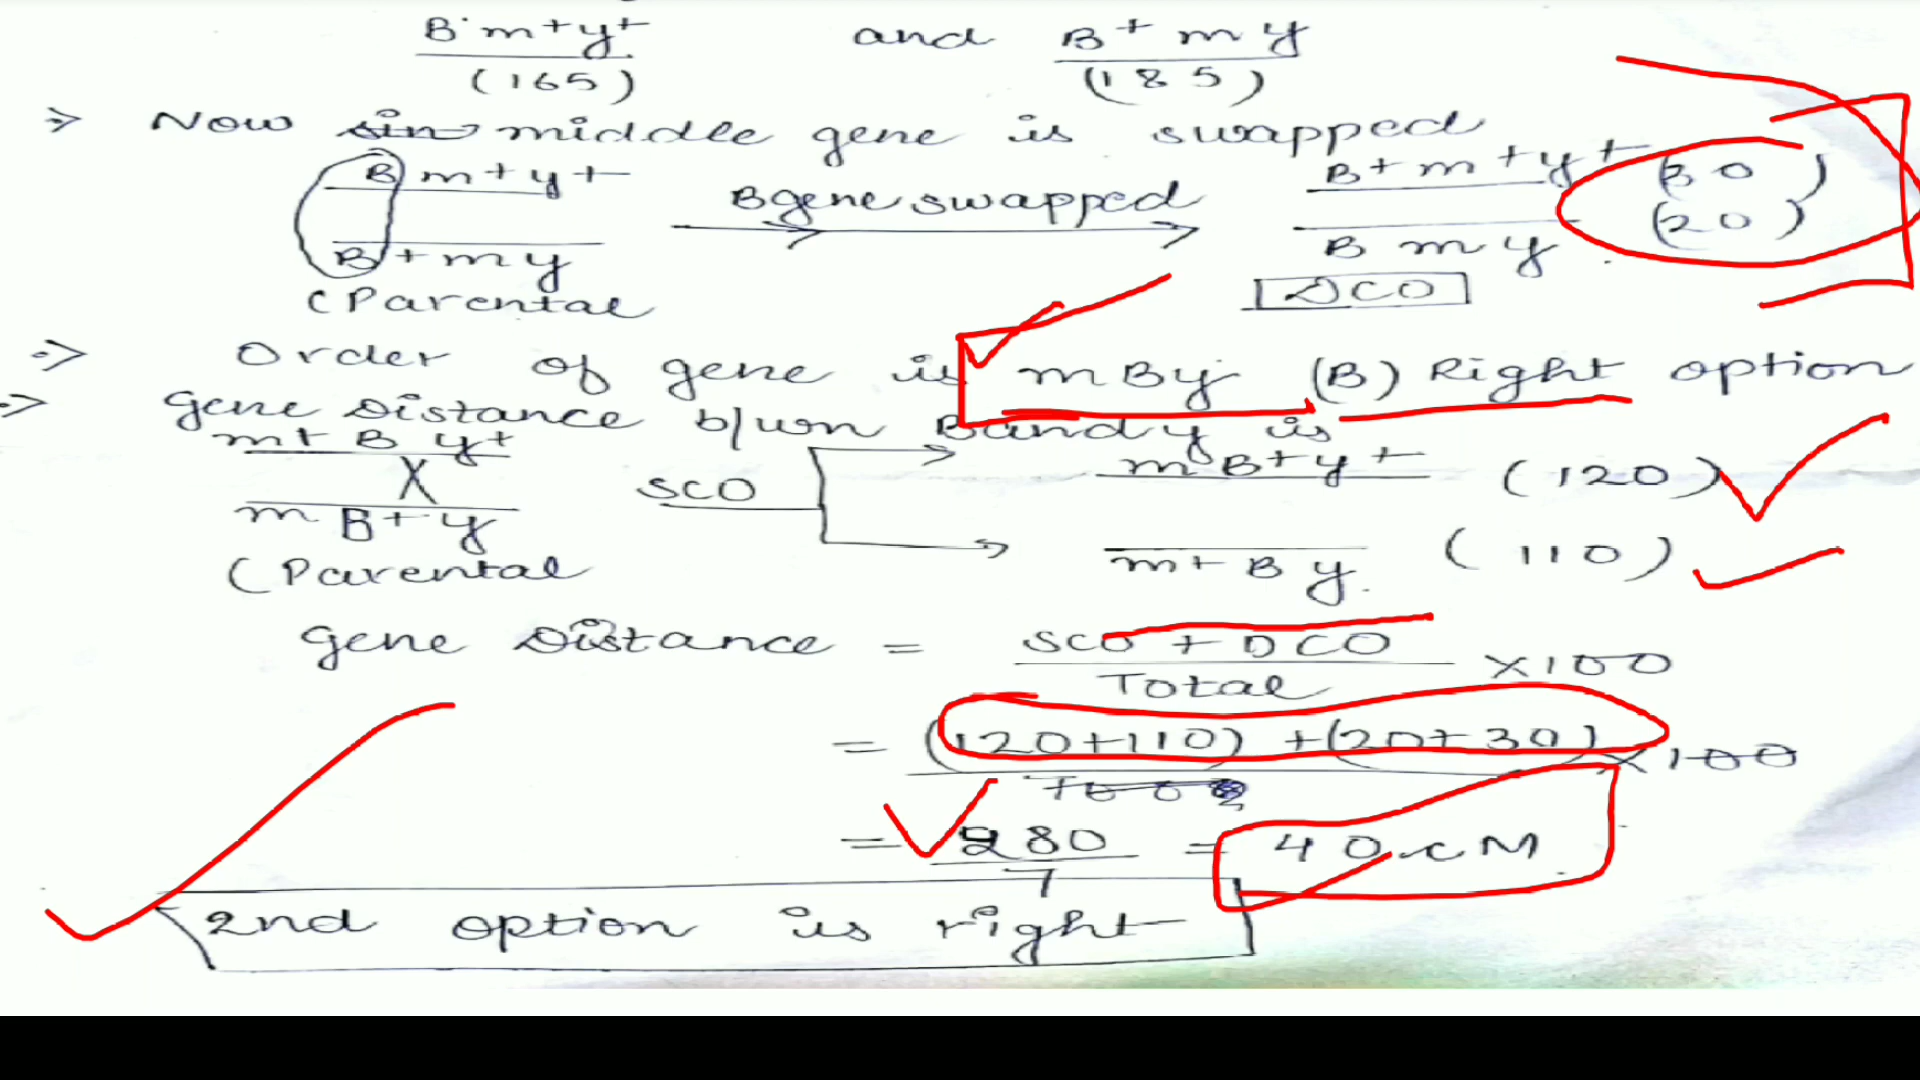 B m+y+ and B+ m y
(165) (185)
⇒ Now middle gene is swapped
B m+y+ B gene swapped B+ m+y+ (30)
B+ m y B m y (20)
(Parental DCO
⇒ Order of gene is m B y (B) Right option
⇒ Gene Distance b/wn B and y is
m+ B y+ SCO m B+ y+ (120)
X
m B+ y m+ B y. (110)
(Parental
Gene Distance = SCO + DCO / Total × 100
= (120+110) + (20+30) / 700 × 100
= 280 / 7 = 40 cM
2nd option is right